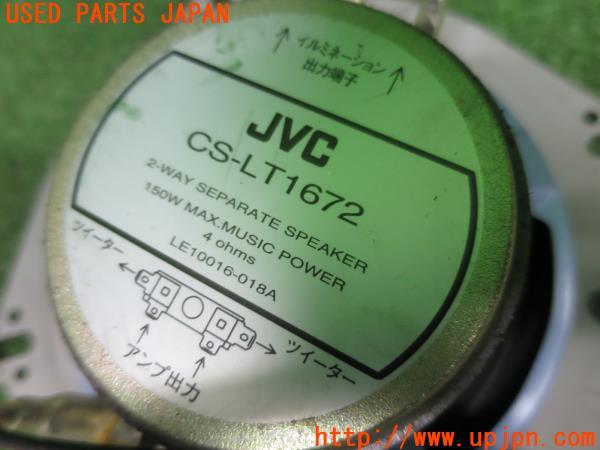 USED PARTS JAPAN
イルミネーション
出力端子
JVC
CS-LT1672
2-WAY SEPARATE SPEAKER
150W MAX.MUSIC POWER
4 ohms
LE10016-018A
ツイーター
ツイーター
アンプ出力
http://www.upjpn.com